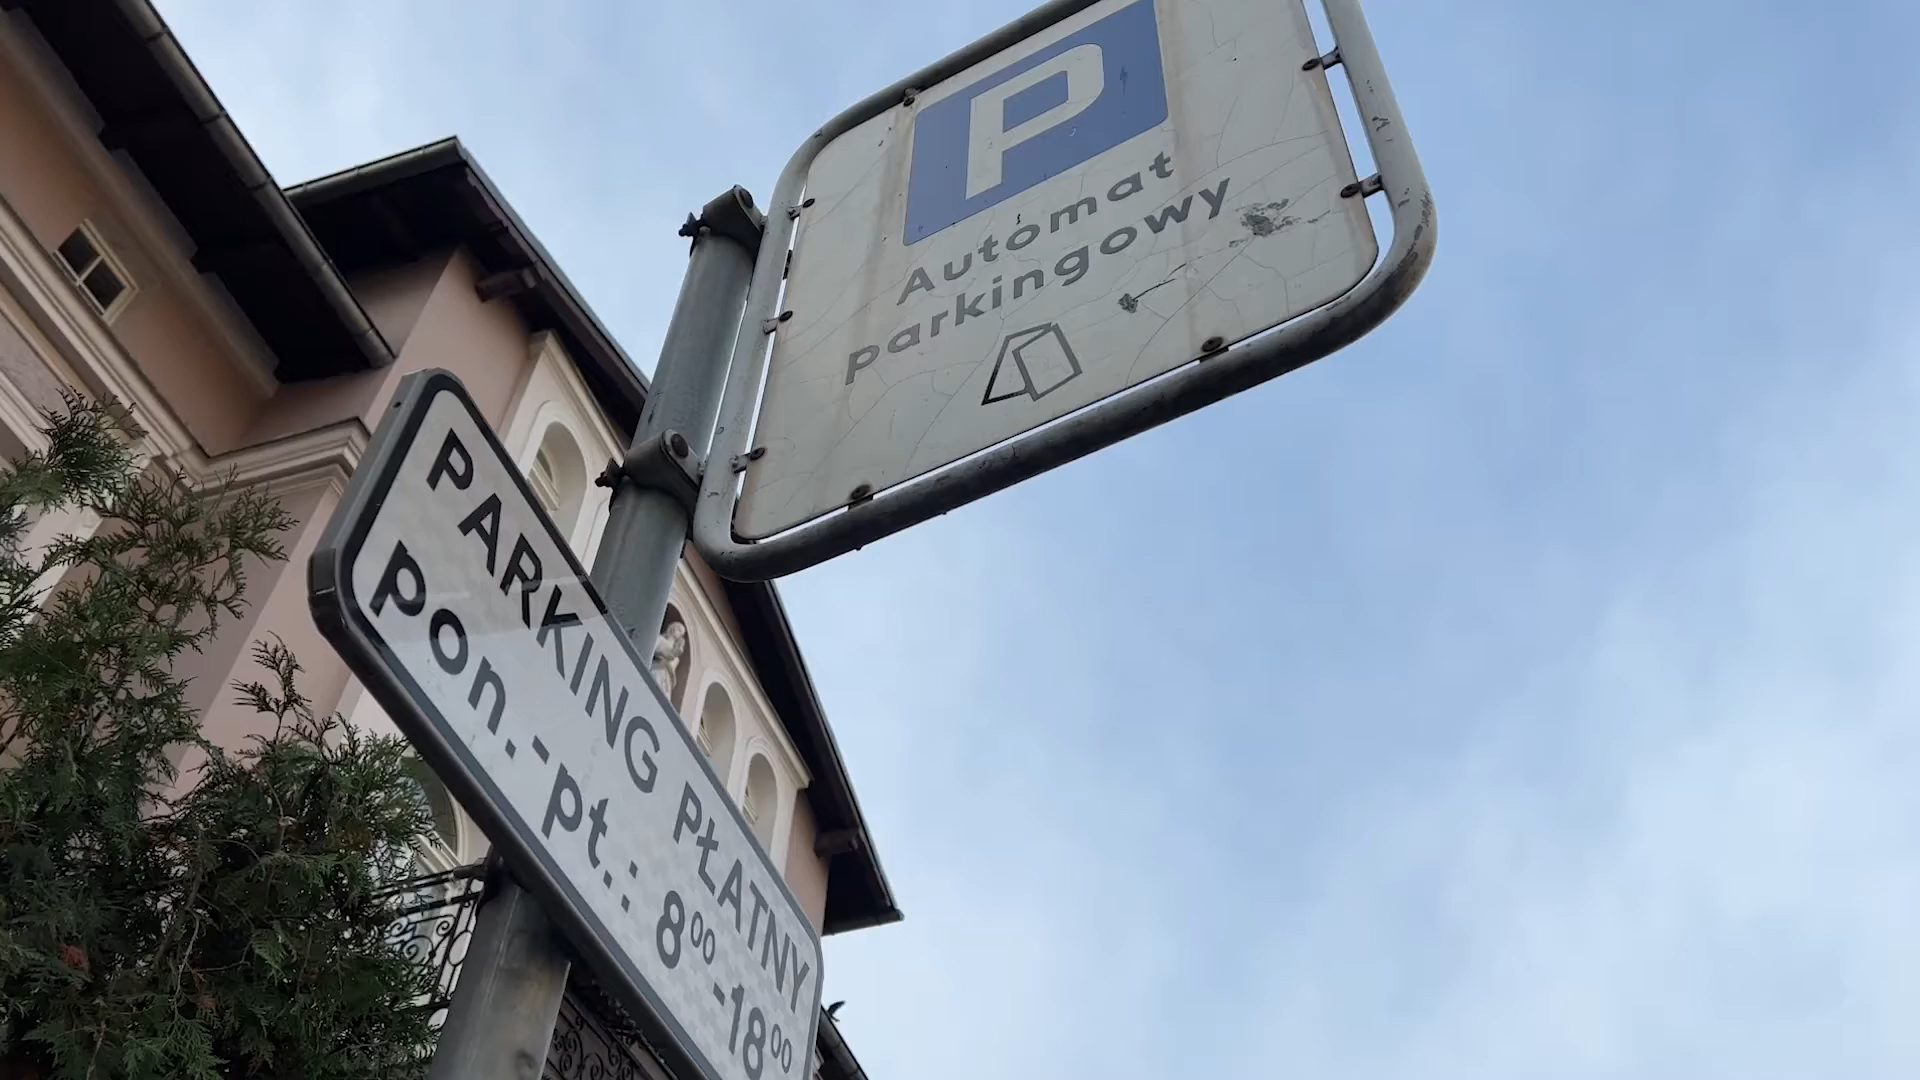 P
Automat
parkingowy
PARKING PŁATNY
pon.-pt.: 8⁰⁰-18⁰⁰